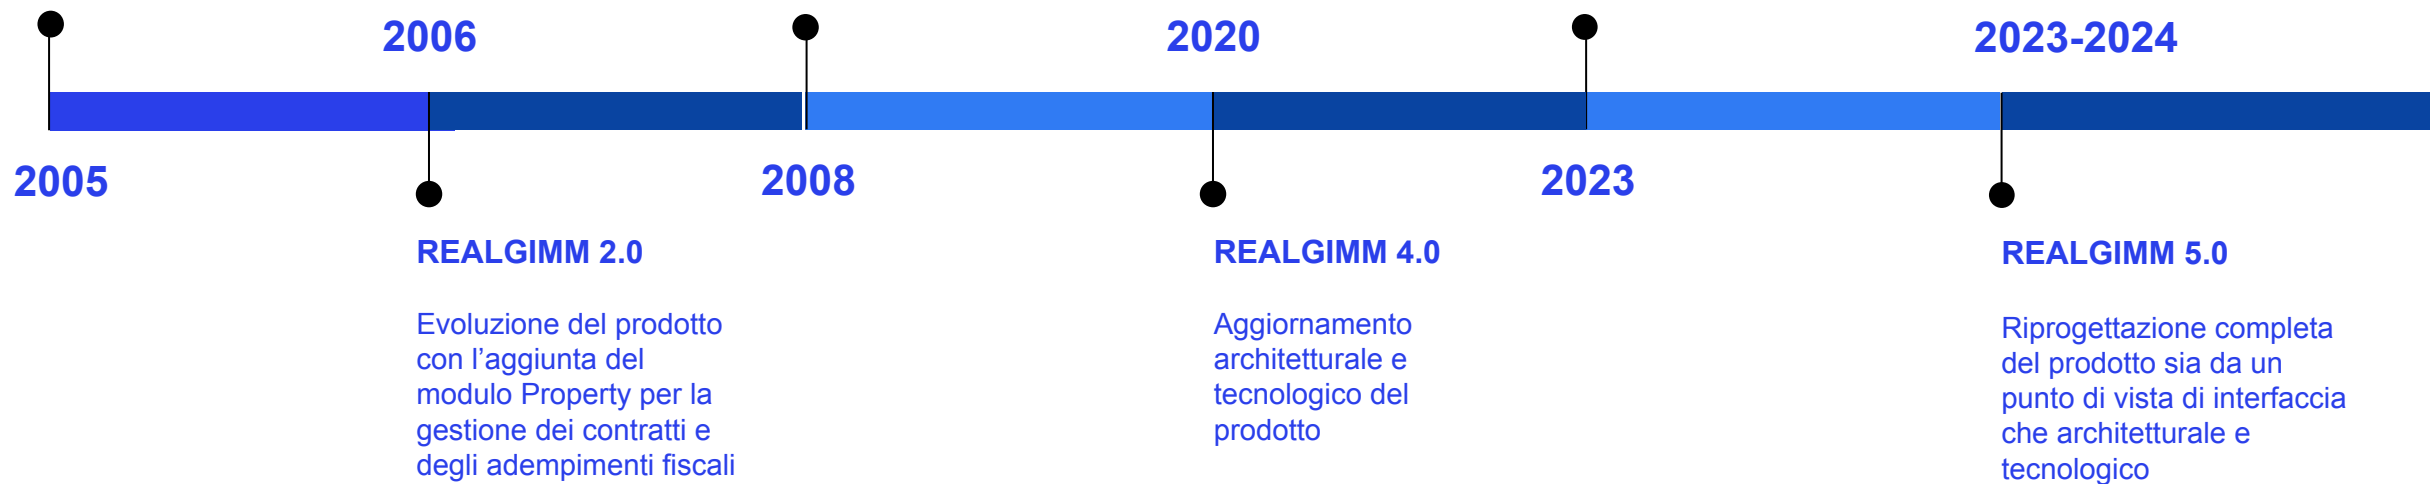 2006
2020
2023-2024
2005
2008
2023
REALGIMM 2.0
Evoluzione del prodotto
con l’aggiunta del
modulo Property per la
gestione dei contratti e
degli adempimenti fiscali
REALGIMM 4.0
Aggiornamento
architetturale e
tecnologico del
prodotto
REALGIMM 5.0
Riprogettazione completa
del prodotto sia da un
punto di vista di interfaccia
che architetturale e
tecnologico